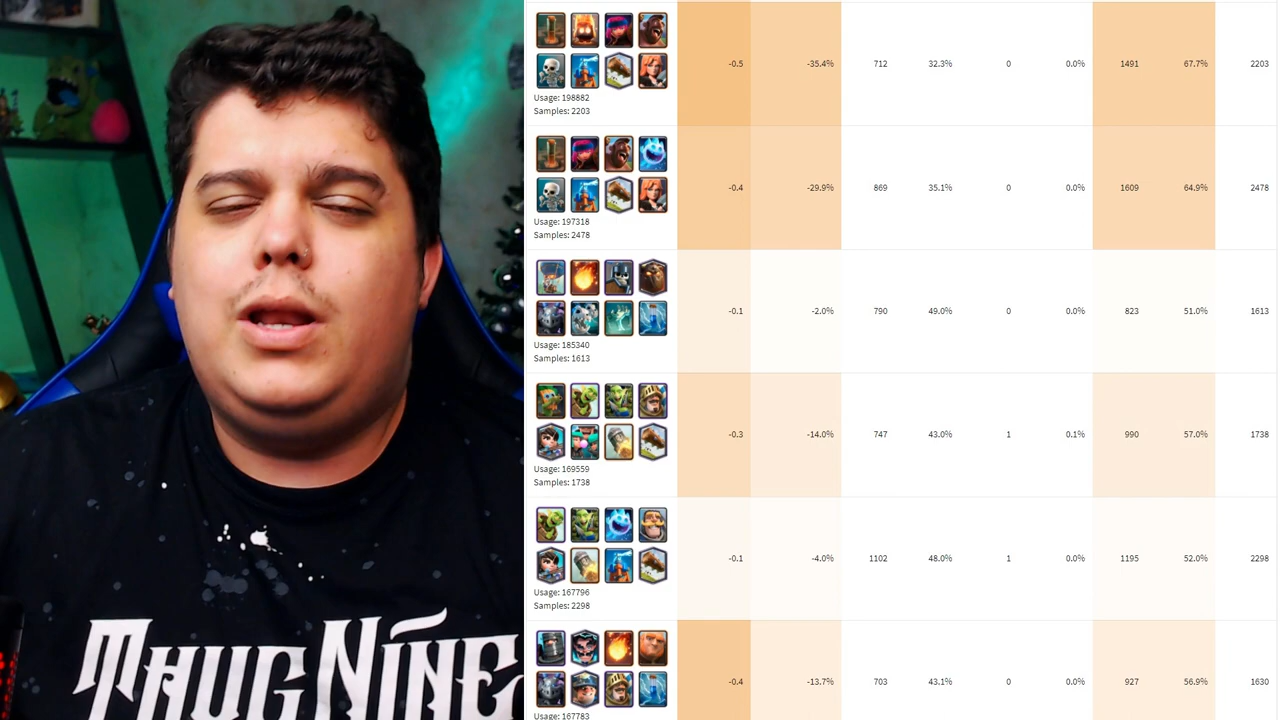 THUG NINE
-0.5 -35.4% 712 32.3% 0 0.0% 1491 67.7% 2203
Usage: 198882
Samples: 2203
-0.4 -29.9% 869 35.1% 0 0.0% 1609 64.9% 2478
Usage: 197318
Samples: 2478
-0.1 -2.0% 790 49.0% 0 0.0% 823 51.0% 1613
Usage: 185340
Samples: 1613
-0.3 -14.0% 747 43.0% 1 0.1% 990 57.0% 1738
Usage: 169559
Samples: 1738
-0.1 -4.0% 1102 48.0% 1 0.0% 1195 52.0% 2298
Usage: 167796
Samples: 2298
-0.4 -13.7% 703 43.1% 0 0.0% 927 56.9% 1630
Usage: 167783